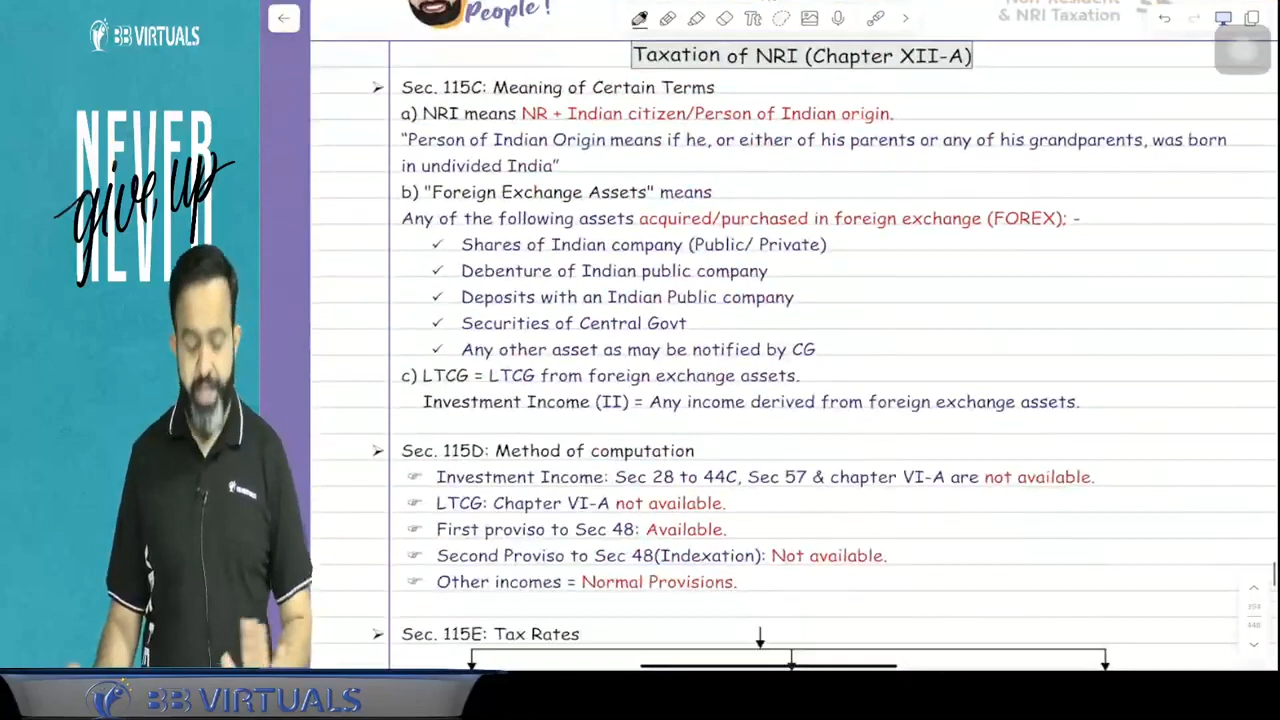 BB VIRTUALS
People!
& NRI Taxation
NEVER
give up
NEVER
Taxation of NRI (Chapter XII-A)
Sec. 115C: Meaning of Certain Terms
a) NRI means NR + Indian citizen/Person of Indian origin.
"Person of Indian Origin means if he, or either of his parents or any of his grandparents, was born
in undivided India"
b) "Foreign Exchange Assets" means
Any of the following assets acquired/purchased in foreign exchange (FOREX); -
Shares of Indian company (Public/ Private)
Debenture of Indian public company
Deposits with an Indian Public company
Securities of Central Govt
Any other asset as may be notified by CG
c) LTCG = LTCG from foreign exchange assets.
Investment Income (II) = Any income derived from foreign exchange assets.
Sec. 115D: Method of computation
Investment Income: Sec 28 to 44C, Sec 57 & chapter VI-A are not available.
LTCG: Chapter VI-A not available.
First proviso to Sec 48: Available.
Second Proviso to Sec 48(Indexation): Not available.
Other incomes = Normal Provisions.
Sec. 115E: Tax Rates
394
448
BB VIRTUALS